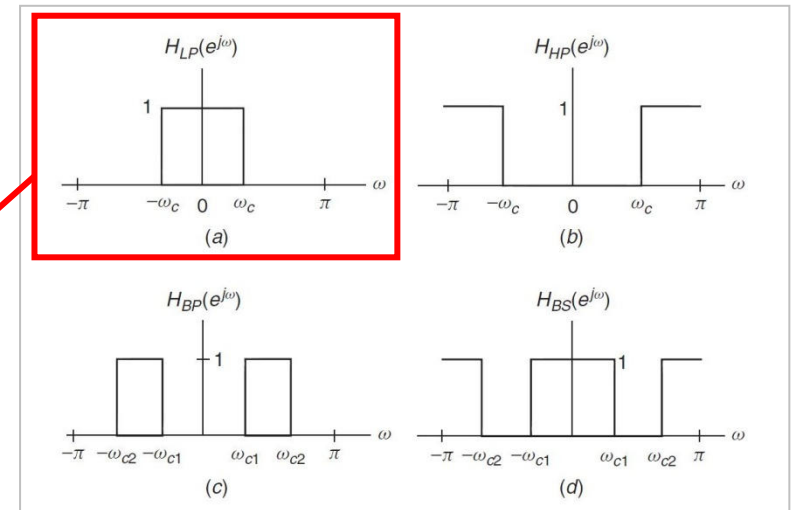 H_LP(e^jω)
1
ω
−π −ω_c 0 ω_c π
(a)
H_HP(e^jω)
1
ω
−π −ω_c 0 ω_c π
(b)
H_BP(e^jω)
1
ω
−π −ω_c2 −ω_c1 ω_c1 ω_c2 π
(c)
H_BS(e^jω)
1
ω
−π −ω_c2 −ω_c1 ω_c1 ω_c2 π
(d)